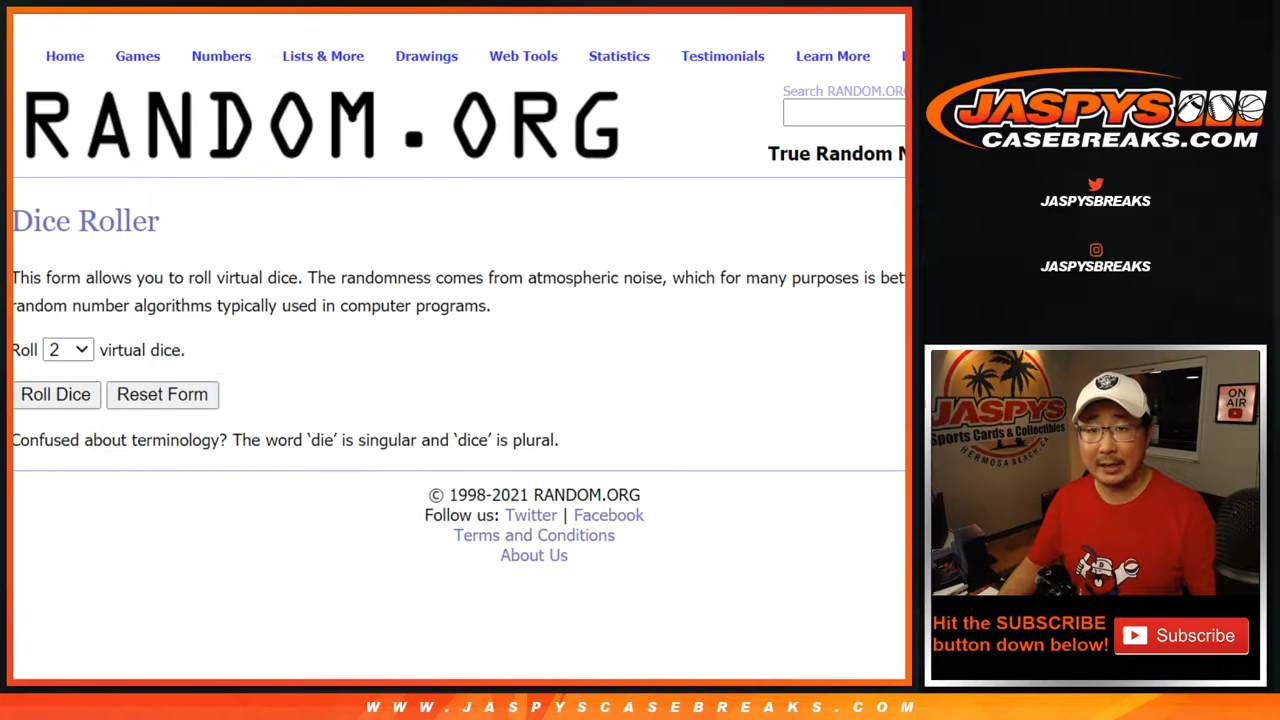 Home Games Numbers Lists & More Drawings Web Tools Statistics Testimonials Learn More
Search RANDOM.ORG
RANDOM.ORG
True Random N
Dice Roller
This form allows you to roll virtual dice. The randomness comes from atmospheric noise, which for many purposes is bet
random number algorithms typically used in computer programs.
Roll 2 virtual dice.
Roll Dice Reset Form
Confused about terminology? The word ‘die’ is singular and ‘dice’ is plural.
© 1998-2021 RANDOM.ORG
Follow us: Twitter | Facebook
Terms and Conditions
About Us
JASPYS
CASEBREAKS.COM
JASPYSBREAKS
JASPYSBREAKS
JASPYS
Sports Cards & Collectibles
HERMOSA BEACH, CA
ON
AIR
Hit the SUBSCRIBE
button down below!
Subscribe
WWW.JASPYSCASEBREAKS.COM